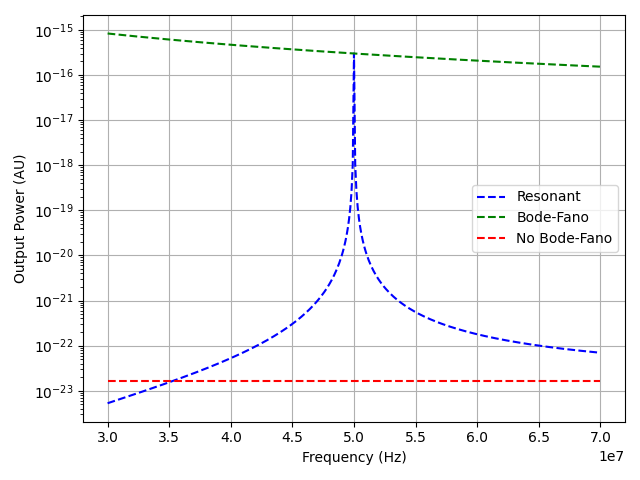 10⁻¹⁵
10⁻¹⁶
10⁻¹⁷
10⁻¹⁸
10⁻¹⁹
10⁻²⁰
10⁻²¹
10⁻²²
10⁻²³
Output Power (AU)
Resonant
Bode-Fano
No Bode-Fano
3.0 3.5 4.0 4.5 5.0 5.5 6.0 6.5 7.0
1e7
Frequency (Hz)